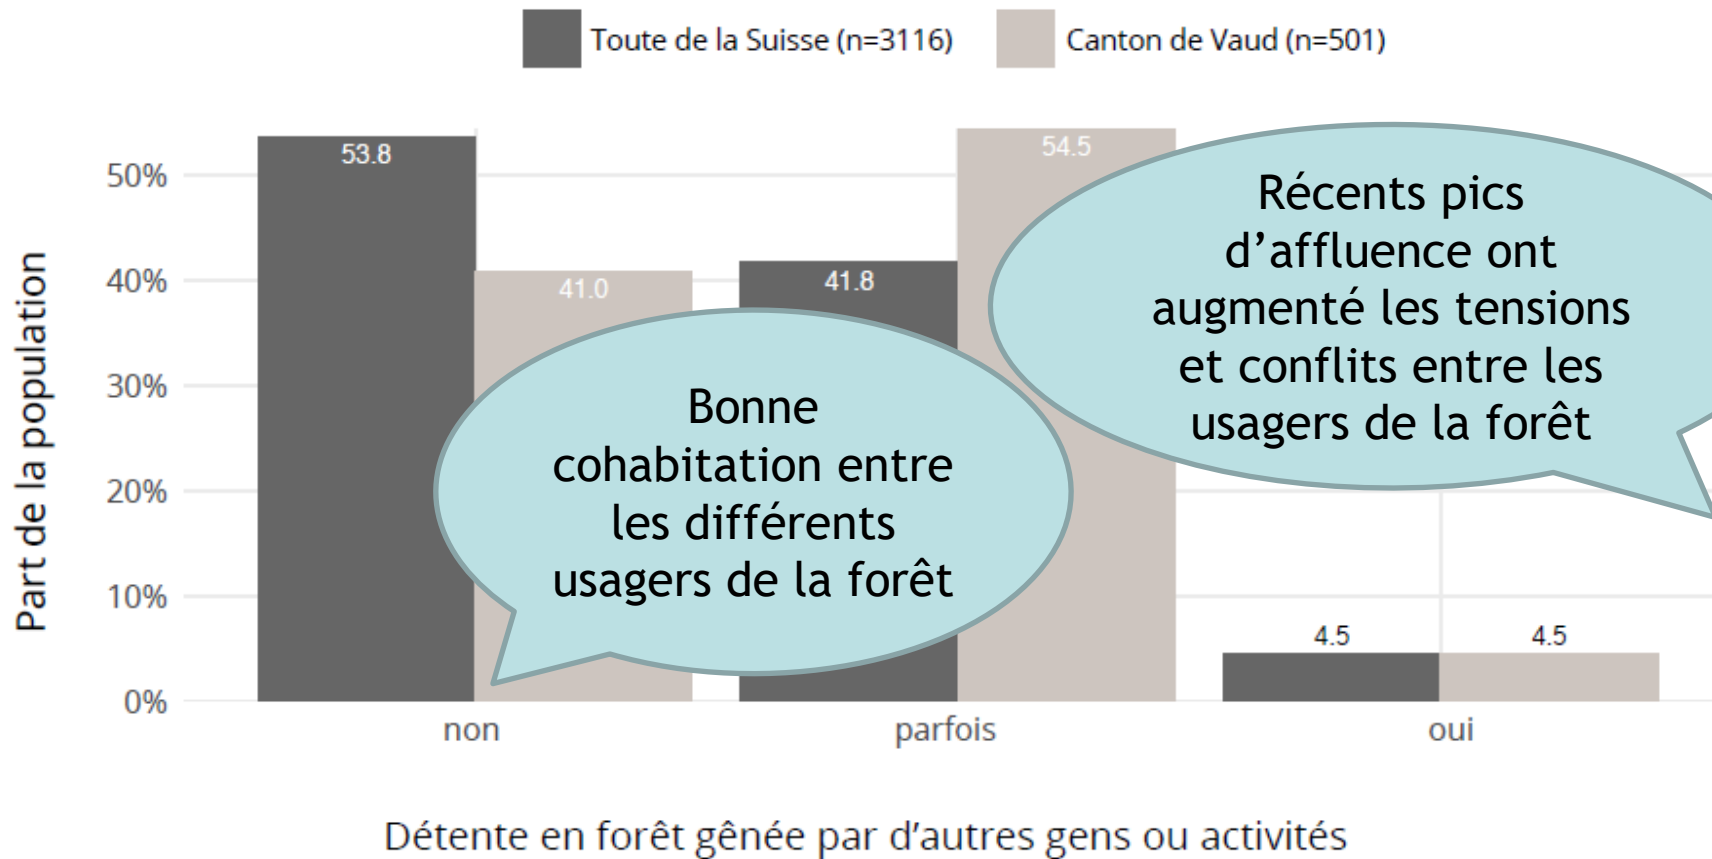 Toute de la Suisse (n=3116) Canton de Vaud (n=501)
Part de la population
50%
40%
30%
20%
10%
0%
53.8
41.0
41.8
54.5
4.5
4.5
Bonne
cohabitation entre
les différents
usagers de la forêt
Récents pics
d’affluence ont
augmenté les tensions
et conflits entre les
usagers de la forêt
non parfois oui
Détente en forêt gênée par d'autres gens ou activités